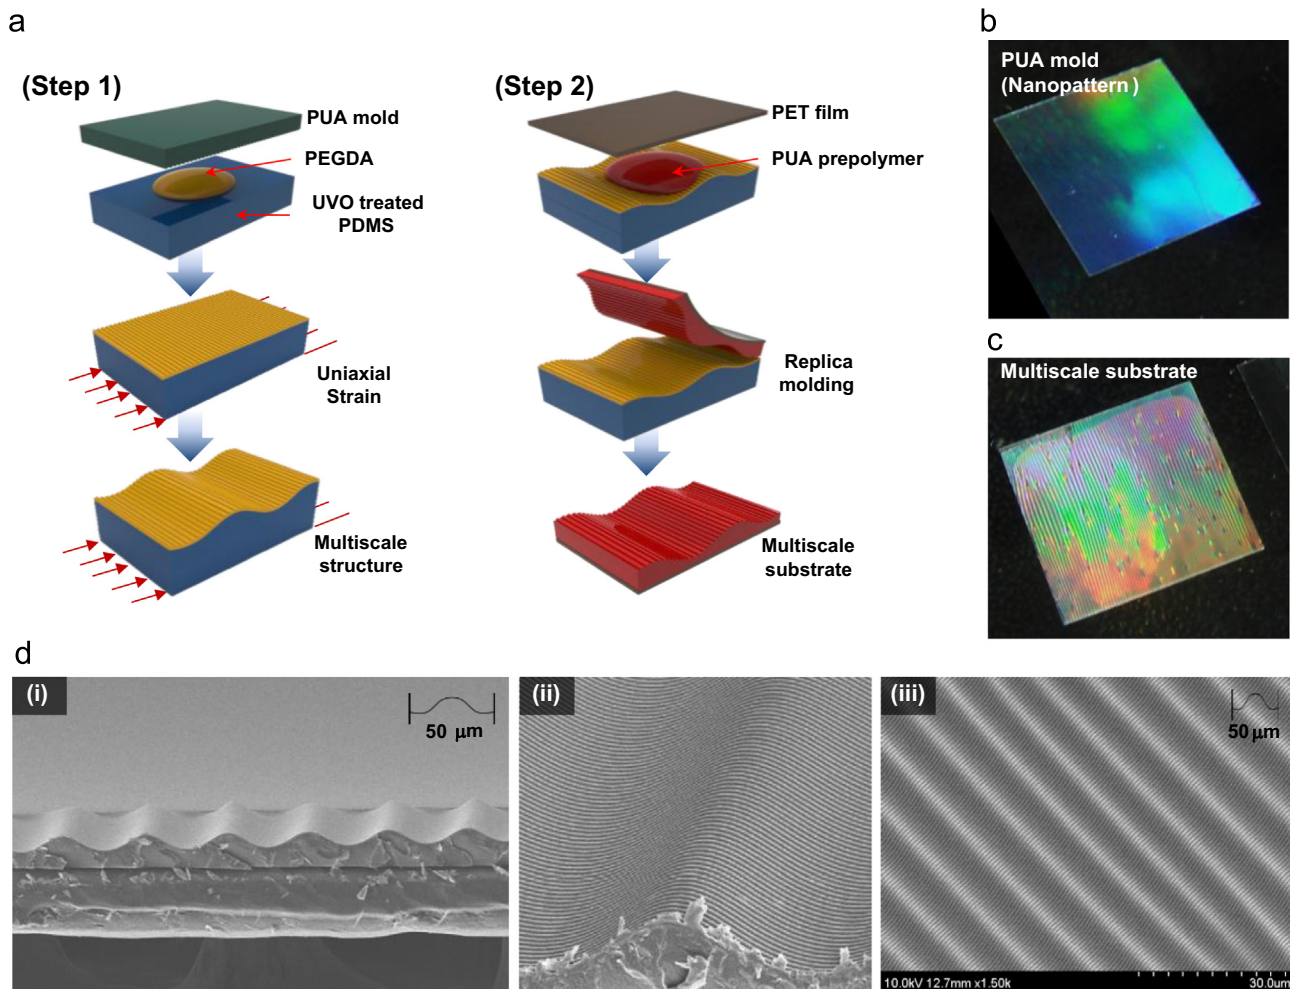 a
(Step 1)
PUA mold
PEGDA
UVO treated
PDMS
Uniaxial
Strain
Multiscale
structure
(Step 2)
PET film
PUA prepolymer
Replica
molding
Multiscale
substrate
b
PUA mold
(Nanopattern)
c
Multiscale substrate
d
(i)
50 μm
(ii)
(iii)
50 μm
10.0kV 12.7mm x1.50k
30.0um